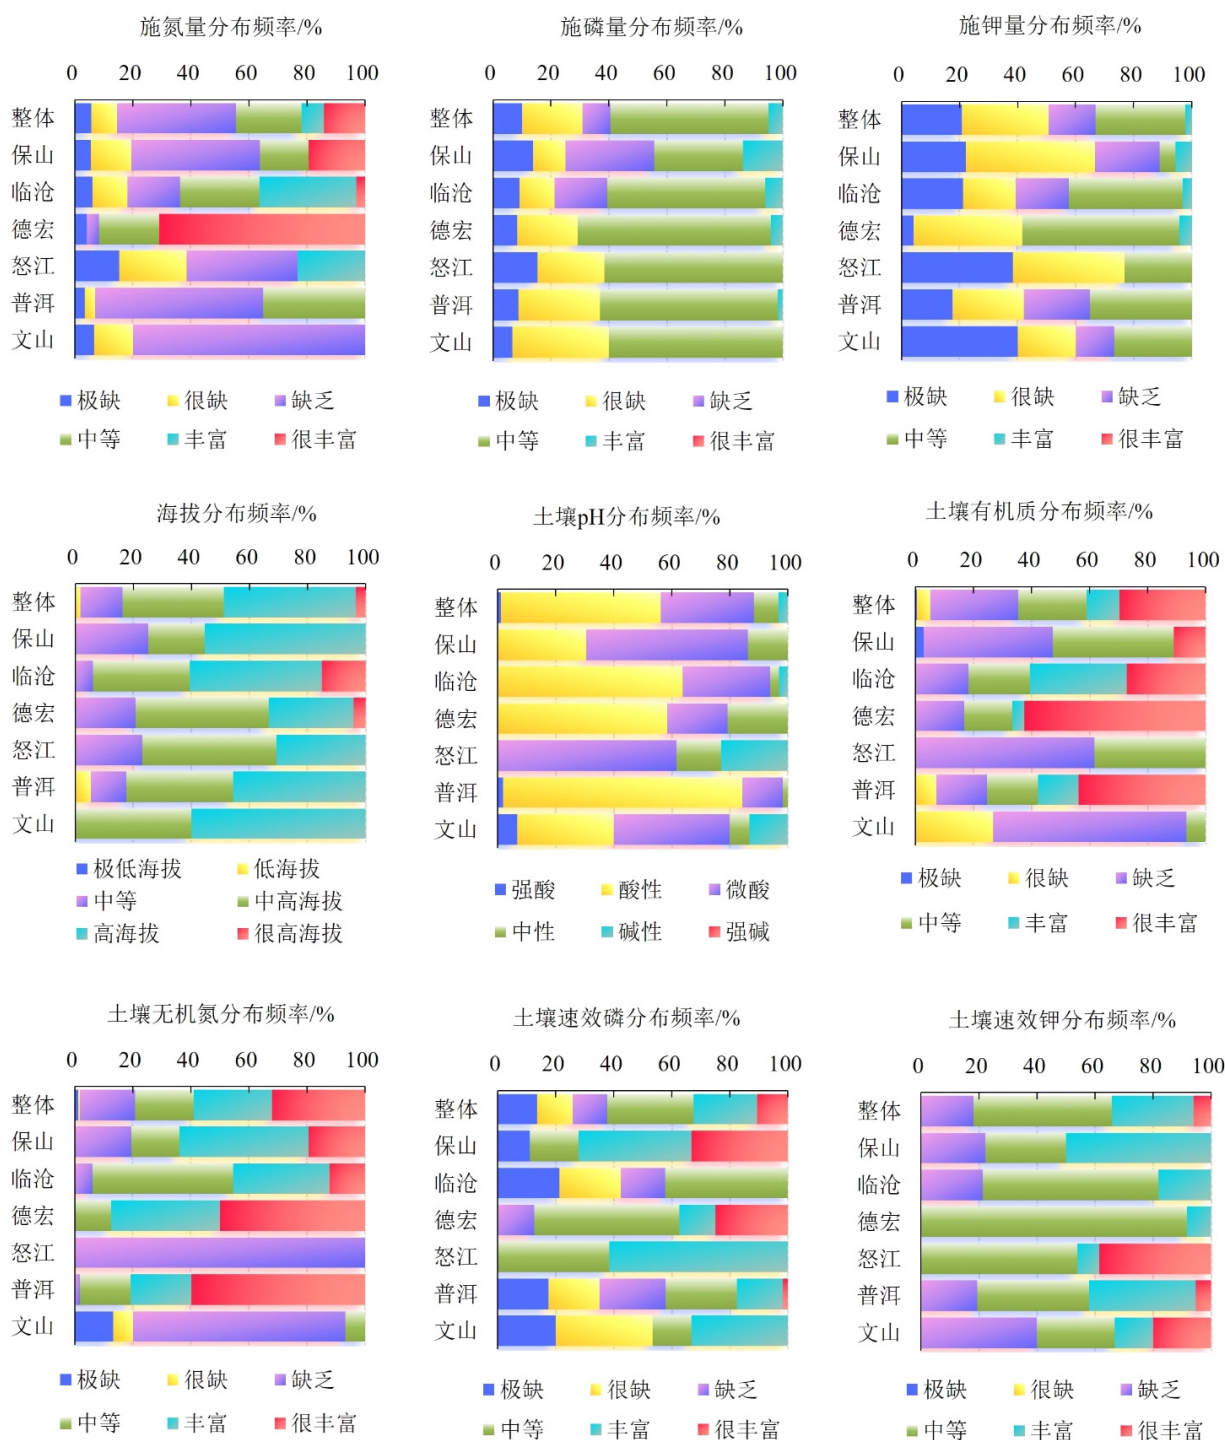 施氮量分布频率/%
0 20 40 60 80 100
整体
保山
临沧
德宏
怒江
普洱
文山
极缺 很缺 缺乏
中等 丰富 很丰富
施磷量分布频率/%
0 20 40 60 80 100
整体
保山
临沧
德宏
怒江
普洱
文山
极缺 很缺 缺乏
中等 丰富 很丰富
施钾量分布频率/%
0 20 40 60 80 100
整体
保山
临沧
德宏
怒江
普洱
文山
极缺 很缺 缺乏
中等 丰富 很丰富
海拔分布频率/%
0 20 40 60 80 100
整体
保山
临沧
德宏
怒江
普洱
文山
极低海拔 低海拔
中等 中高海拔
高海拔 很高海拔
土壤pH分布频率/%
0 20 40 60 80 100
整体
保山
临沧
德宏
怒江
普洱
文山
强酸 酸性 微酸
中性 碱性 强碱
土壤有机质分布频率/%
0 20 40 60 80 100
整体
保山
临沧
德宏
怒江
普洱
文山
极缺 很缺 缺乏
中等 丰富 很丰富
土壤无机氮分布频率/%
0 20 40 60 80 100
整体
保山
临沧
德宏
怒江
普洱
文山
极缺 很缺 缺乏
中等 丰富 很丰富
土壤速效磷分布频率/%
0 20 40 60 80 100
整体
保山
临沧
德宏
怒江
普洱
文山
极缺 很缺 缺乏
中等 丰富 很丰富
土壤速效钾分布频率/%
0 20 40 60 80 100
整体
保山
临沧
德宏
怒江
普洱
文山
极缺 很缺 缺乏
中等 丰富 很丰富